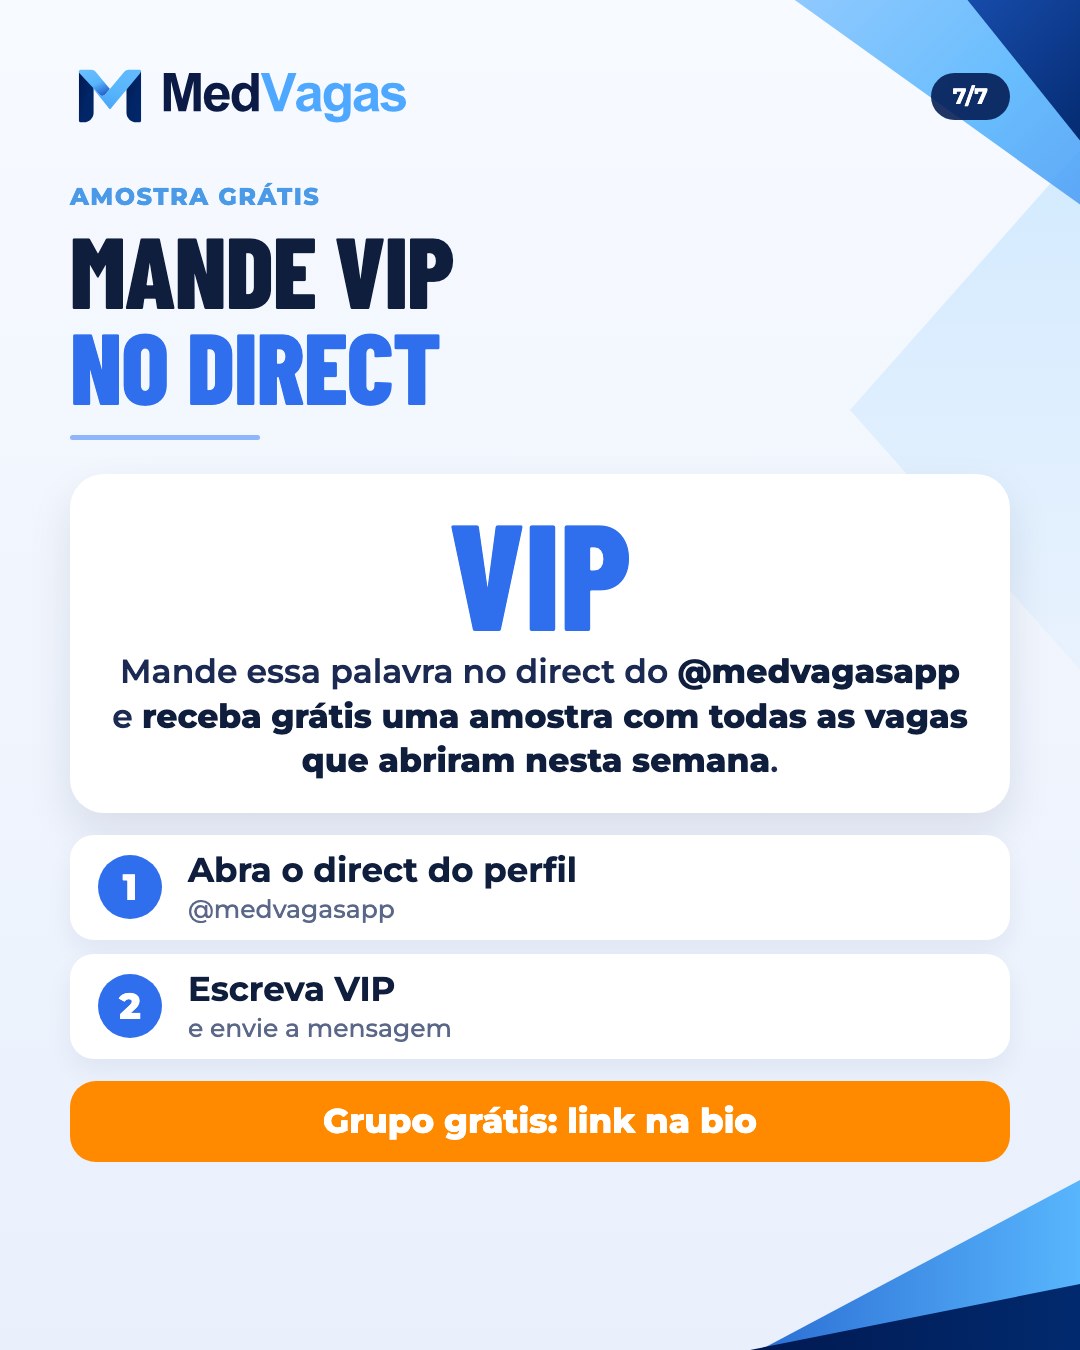 MedVagas
7/7
AMOSTRA GRÁTIS
MANDE VIP
NO DIRECT
VIP
Mande essa palavra no direct do @medvagasapp
e receba grátis uma amostra com todas as vagas
que abriram nesta semana.
1
Abra o direct do perfil
@medvagasapp
2
Escreva VIP
e envie a mensagem
Grupo grátis: link na bio